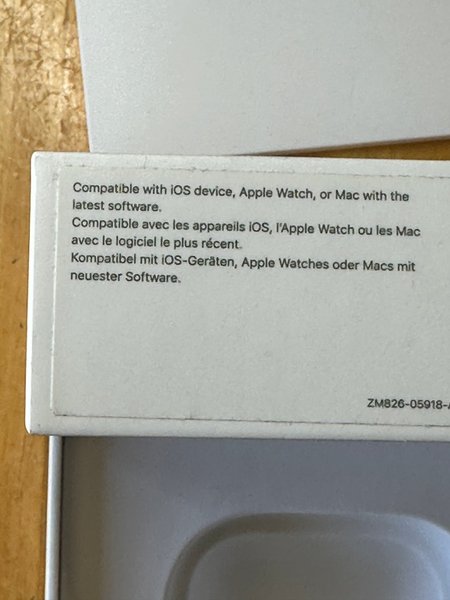 Compatible with iOS device, Apple Watch, or Mac with the
latest software.
Compatible avec les appareils iOS, l'Apple Watch ou les Mac
avec le logiciel le plus récent.
Kompatibel mit iOS-Geräten, Apple Watches oder Macs mit
neuester Software.
ZM826-05918-